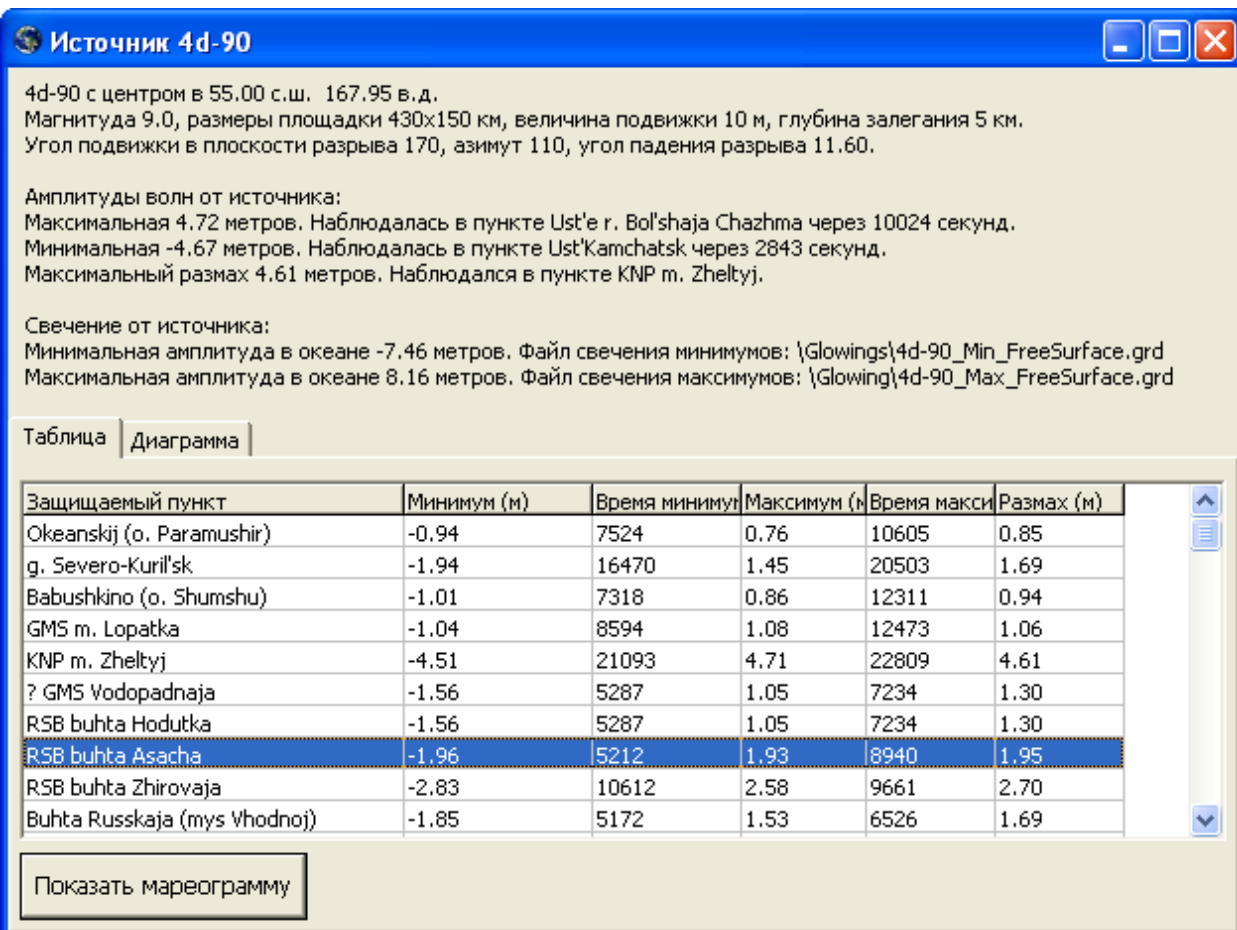 Источник 4d-90
4d-90 с центром в 55.00 с.ш. 167.95 в.д.
Магнитуда 9.0, размеры площадки 430x150 км, величина подвижки 10 м, глубина залегания 5 км.
Угол подвижки в плоскости разрыва 170, азимут 110, угол падения разрыва 11.60.
Амплитуды волн от источника:
Максимальная 4.72 метров. Наблюдалась в пункте Ust'e r. Bol'shaja Chazhma через 10024 секунд.
Минимальная -4.67 метров. Наблюдалась в пункте Ust'Kamchatsk через 2843 секунд.
Максимальный размах 4.61 метров. Наблюдался в пункте KNP m. Zheltyj.
Свечение от источника:
Минимальная амплитуда в океане -7.46 метров. Файл свечения минимумов: \Glowings\4d-90_Min_FreeSurface.grd
Максимальная амплитуда в океане 8.16 метров. Файл свечения максимумов: \Glowing\4d-90_Max_FreeSurface.grd
Таблица Диаграмма
Защищаемый пункт Минимум (м) Время миниму Максимум (м Время макси Размах (м)
Okeanskij (o. Paramushir) -0.94 7524 0.76 10605 0.85
g. Severo-Kuril'sk -1.94 16470 1.45 20503 1.69
Babushkino (o. Shumshu) -1.01 7318 0.86 12311 0.94
GMS m. Lopatka -1.04 8594 1.08 12473 1.06
KNP m. Zheltyj -4.51 21093 4.71 22809 4.61
? GMS Vodopadnaja -1.56 5287 1.05 7234 1.30
RSB buhta Hodutka -1.56 5287 1.05 7234 1.30
RSB buhta Asacha -1.96 5212 1.93 8940 1.95
RSB buhta Zhirovaja -2.83 10612 2.58 9661 2.70
Buhta Russkaja (mys Vhodnoj) -1.85 5172 1.53 6526 1.69
Показать мареограмму